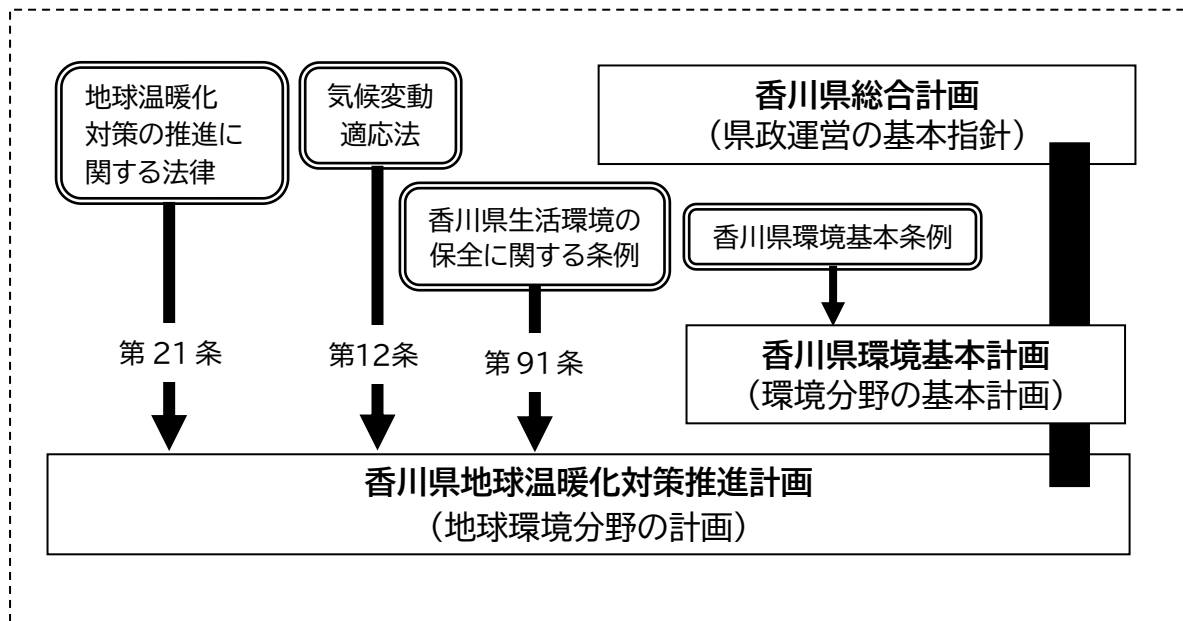 地球温暖化
対策の推進に
関する法律
気候変動
適応法
香川県総合計画
（県政運営の基本指針）
香川県生活環境の
保全に関する条例
香川県環境基本条例
第 21 条
第12条
第 91 条
香川県環境基本計画
（環境分野の基本計画）
香川県地球温暖化対策推進計画
（地球環境分野の計画）